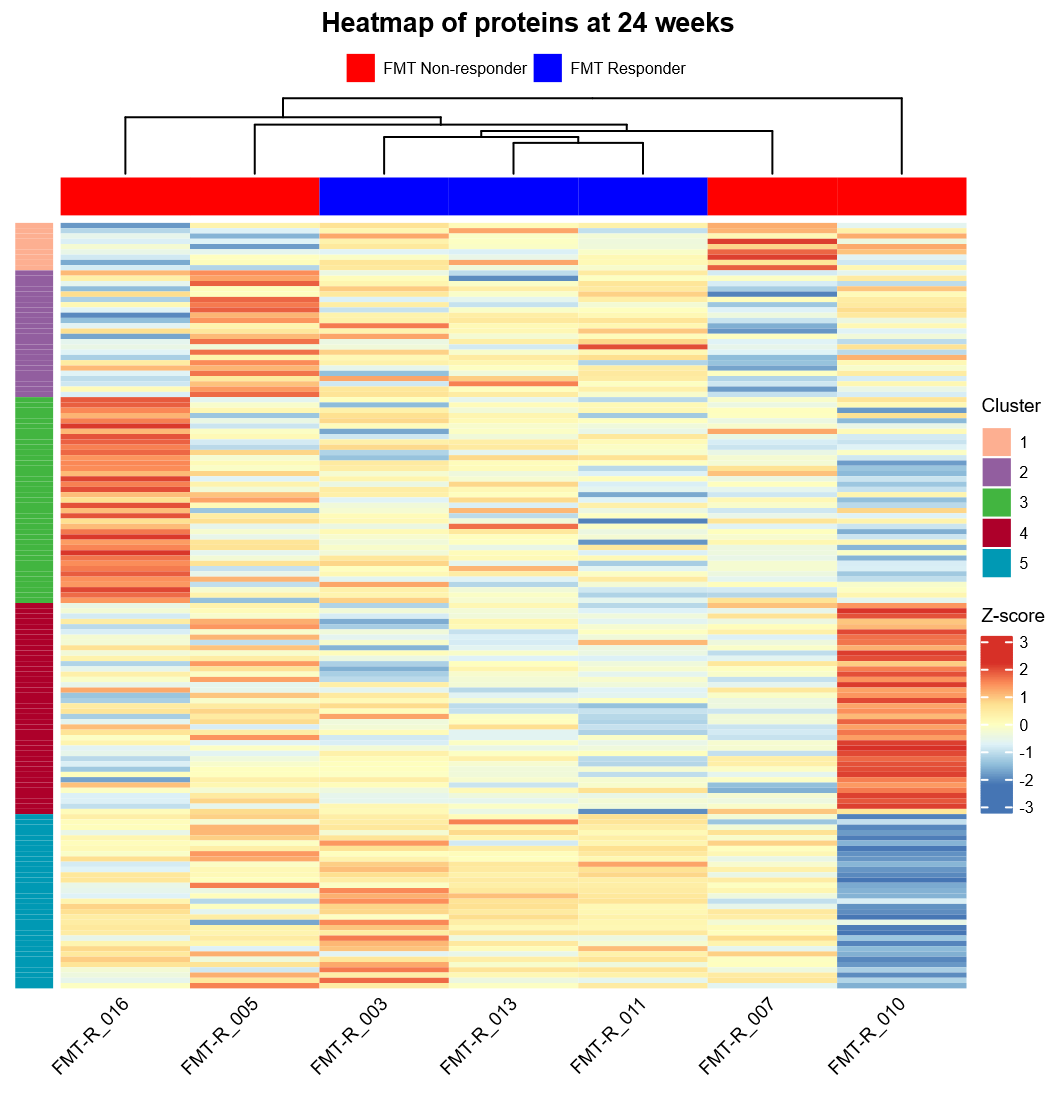 Heatmap of proteins at 24 weeks
FMT Non-responder FMT Responder
Cluster
1
2
3
4
5
Z-score
3
2
1
0
-1
-2
-3
FMT-R_016 FMT-R_005 FMT-R_003 FMT-R_013 FMT-R_011 FMT-R_007 FMT-R_010